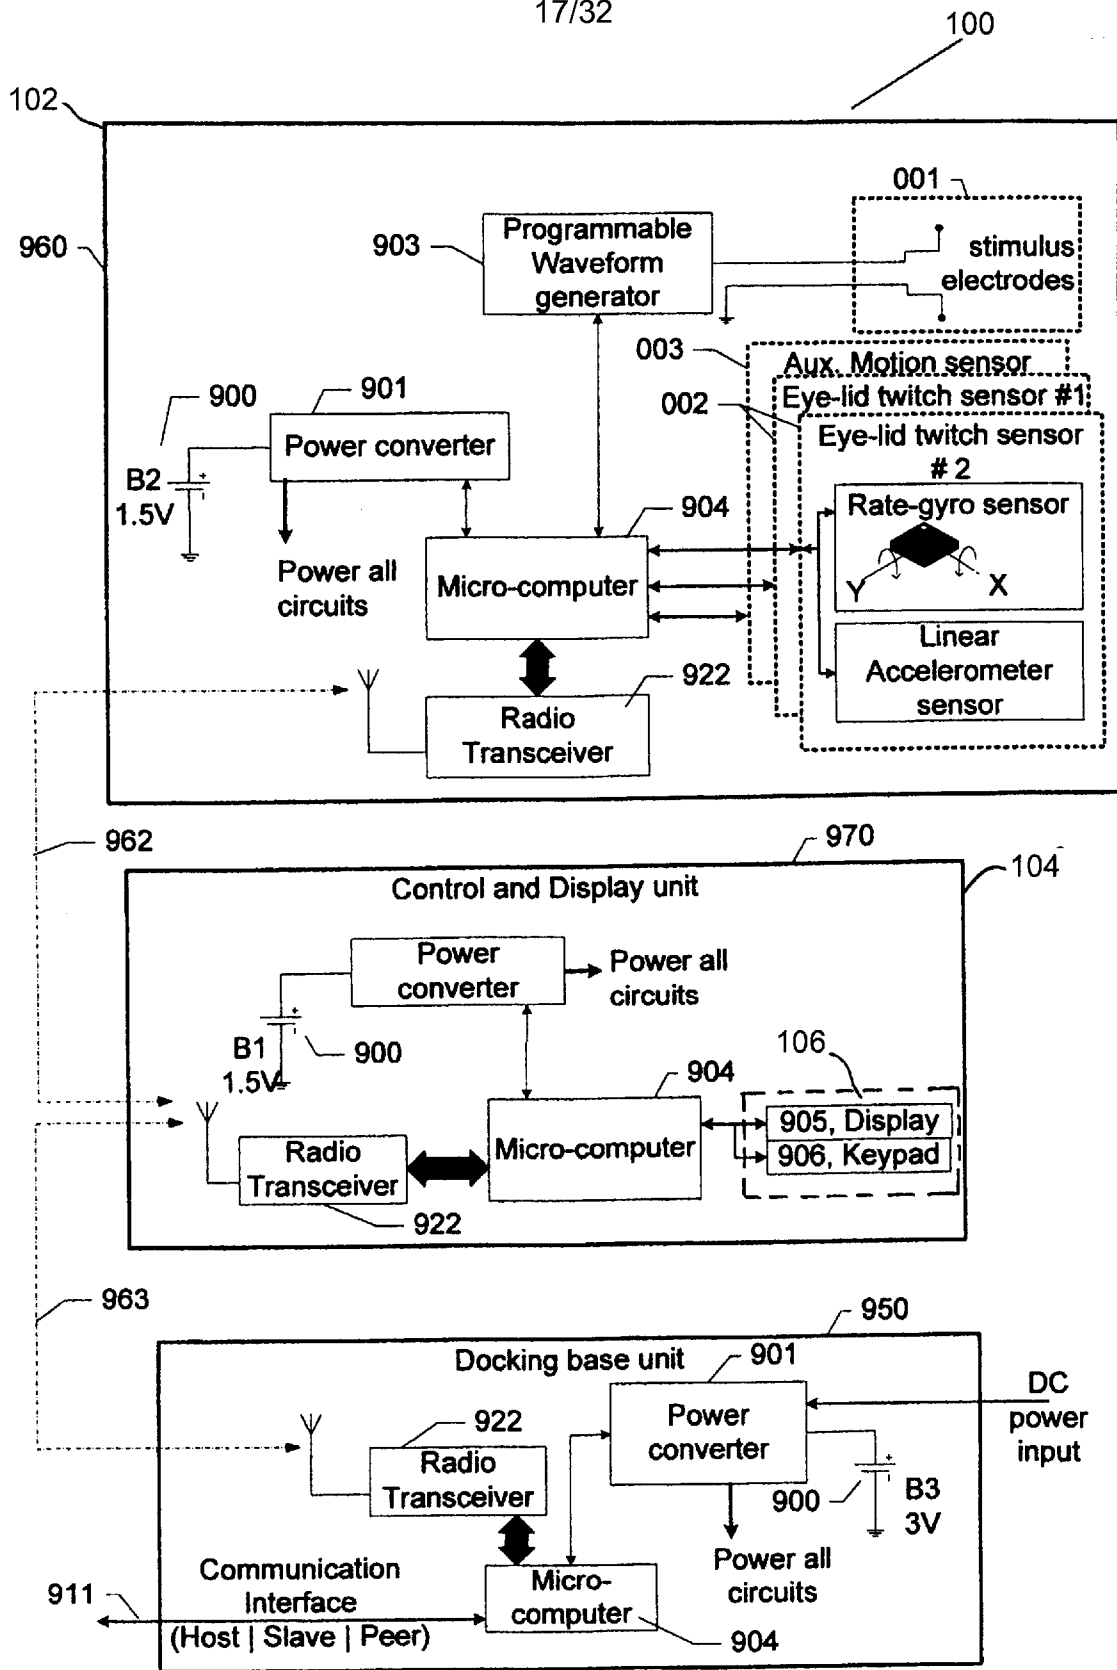 17/32
100
102
960
001
903
Programmable
Waveform
generator
stimulus
electrodes
003
Aux. Motion sensor
002
Eye-lid twitch sensor #1
Eye-lid twitch sensor
# 2
900
901
Power converter
B2
1.5V
+
-
Power all
circuits
904
Micro-computer
Rate-gyro sensor
Y
X
Linear
Accelerometer
sensor
922
Radio
Transceiver
962
970
104
Control and Display unit
Power
converter
Power all
circuits
B1
1.5V
+
-
900
904
Micro-computer
106
905, Display
906, Keypad
Radio
Transceiver
922
963
950
Docking base unit
901
Power
converter
DC
power
input
922
Radio
Transceiver
900
+
-
B3
3V
Power all
circuits
Communication
Interface
(Host | Slave | Peer)
911
Micro-
computer
904